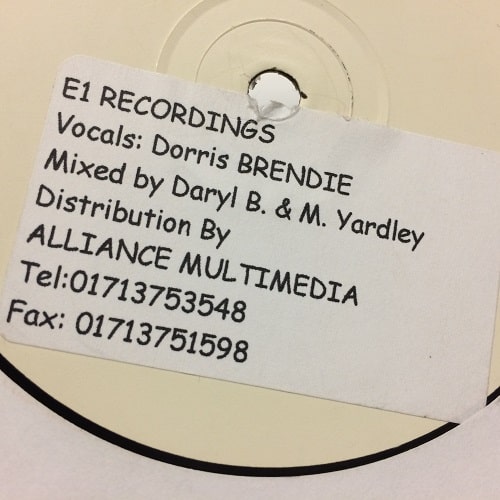 E1 RECORDINGS
Vocals: Dorris BRENDIE
Mixed by Daryl B. & M. Yardley
Distribution By
ALLIANCE MULTIMEDIA
Tel:01713753548
Fax: 01713751598